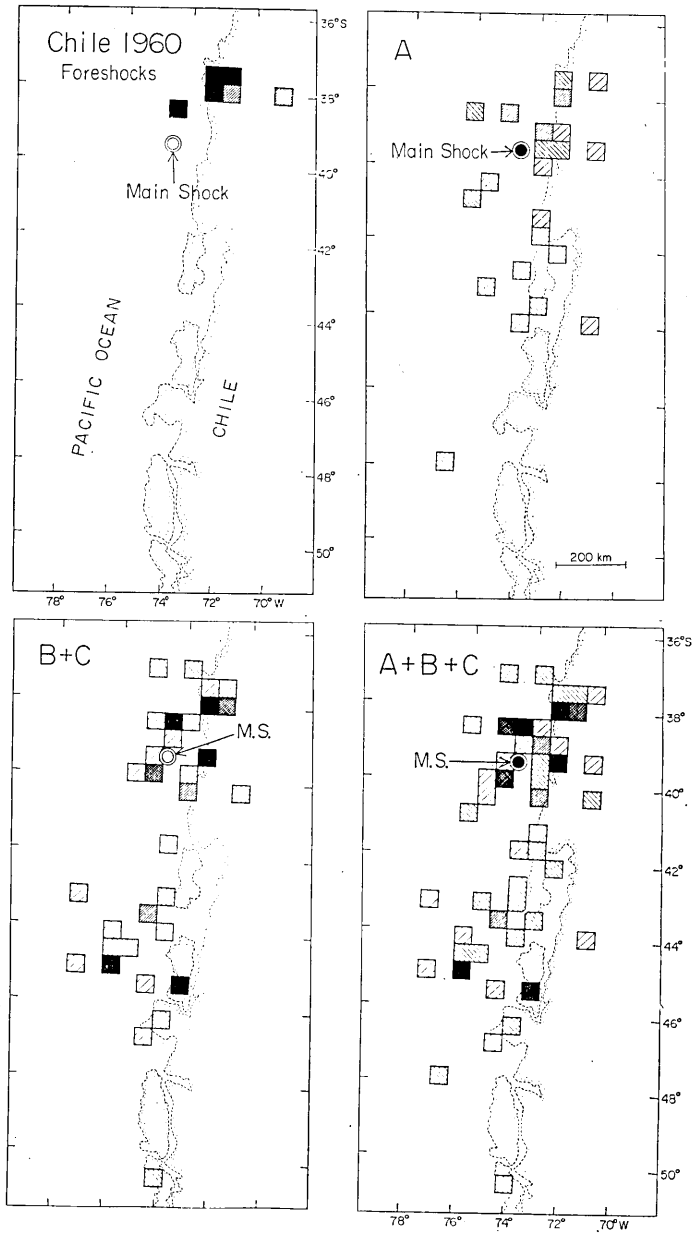 Chile 1960
Foreshocks
Main Shock
PACIFIC OCEAN
CHILE
36°S
38°
40°
42°
44°
46°
48°
50°
78°
76°
74°
72°
70°W
A
Main Shock
200 km
B+C
M.S.
A+B+C
M.S.
36°S
38°
40°
42°
44°
46°
48°
50°
78°
76°
74°
72°
70°W